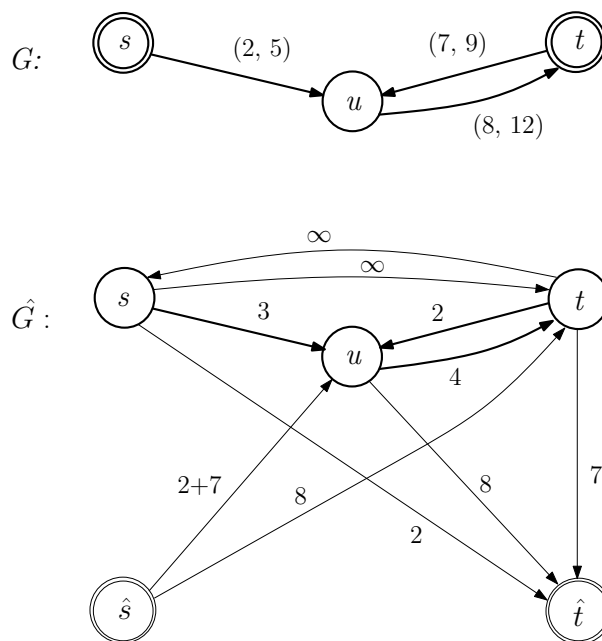 G:
s
(2, 5)
(7, 9)
t
u
(8, 12)
∞
∞
Ĝ :
s
3
2
t
u
4
2+7
8
8
2
7
ŝ
t̂